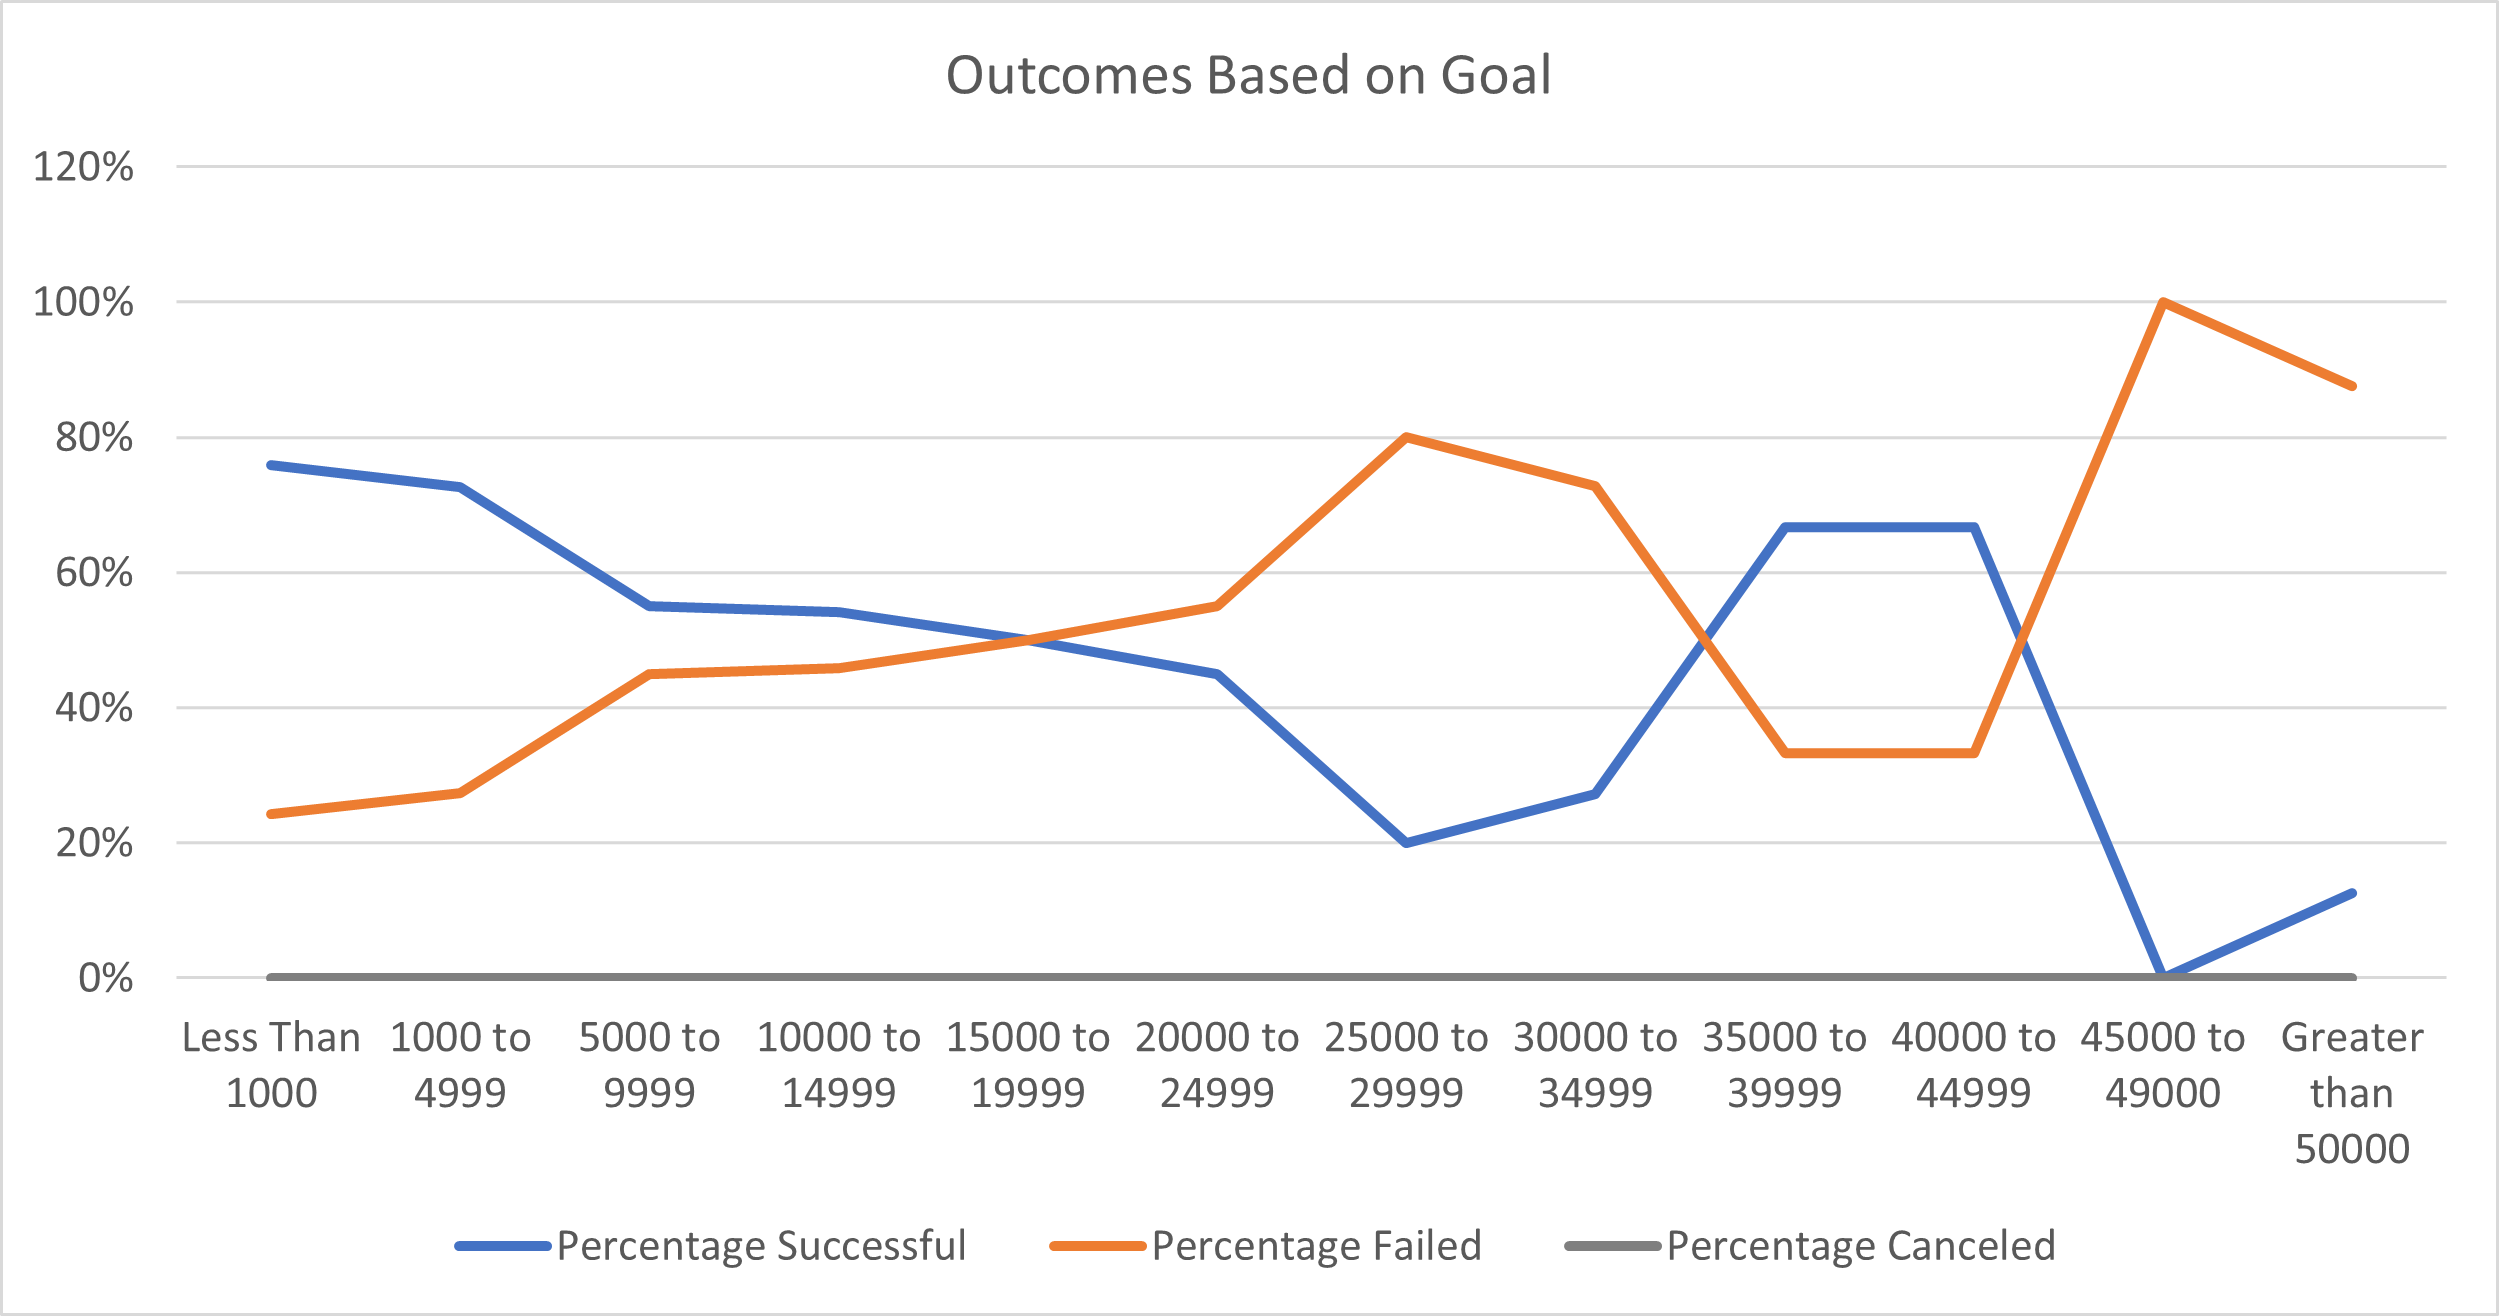 Outcomes Based on Goal
120%
100%
80%
60%
40%
20%
0%
Less Than 1000 to 5000 to 10000 to 15000 to 20000 to 25000 to 30000 to 35000 to 40000 to 45000 to Greater
1000 4999 9999 14999 19999 24999 29999 34999 39999 44999 49000 than
50000
Percentage Successful Percentage Failed Percentage Canceled